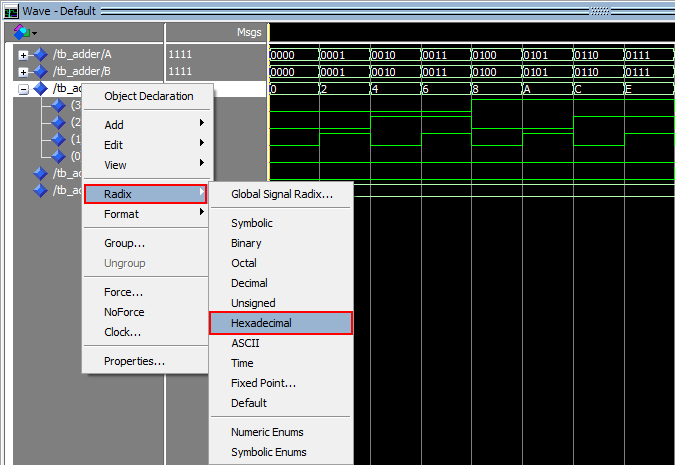 Wave - Default
Msgs
/tb_adder/A 1111 0000 0001 0010 0011 0100 0101 0110 0111
/tb_adder/B 1111 0000 0001 0010 0011 0100 0101 0110 0111
/tb_a 0 2 4 6 8 A C E
(3
(2
(1
(0
/tb_a
/tb_a
Object Declaration
Add
Edit
View
Radix
Format
Group...
Ungroup
Force...
NoForce
Clock...
Properties...
Global Signal Radix...
Symbolic
Binary
Octal
Decimal
Unsigned
Hexadecimal
ASCII
Time
Fixed Point...
Default
Numeric Enums
Symbolic Enums